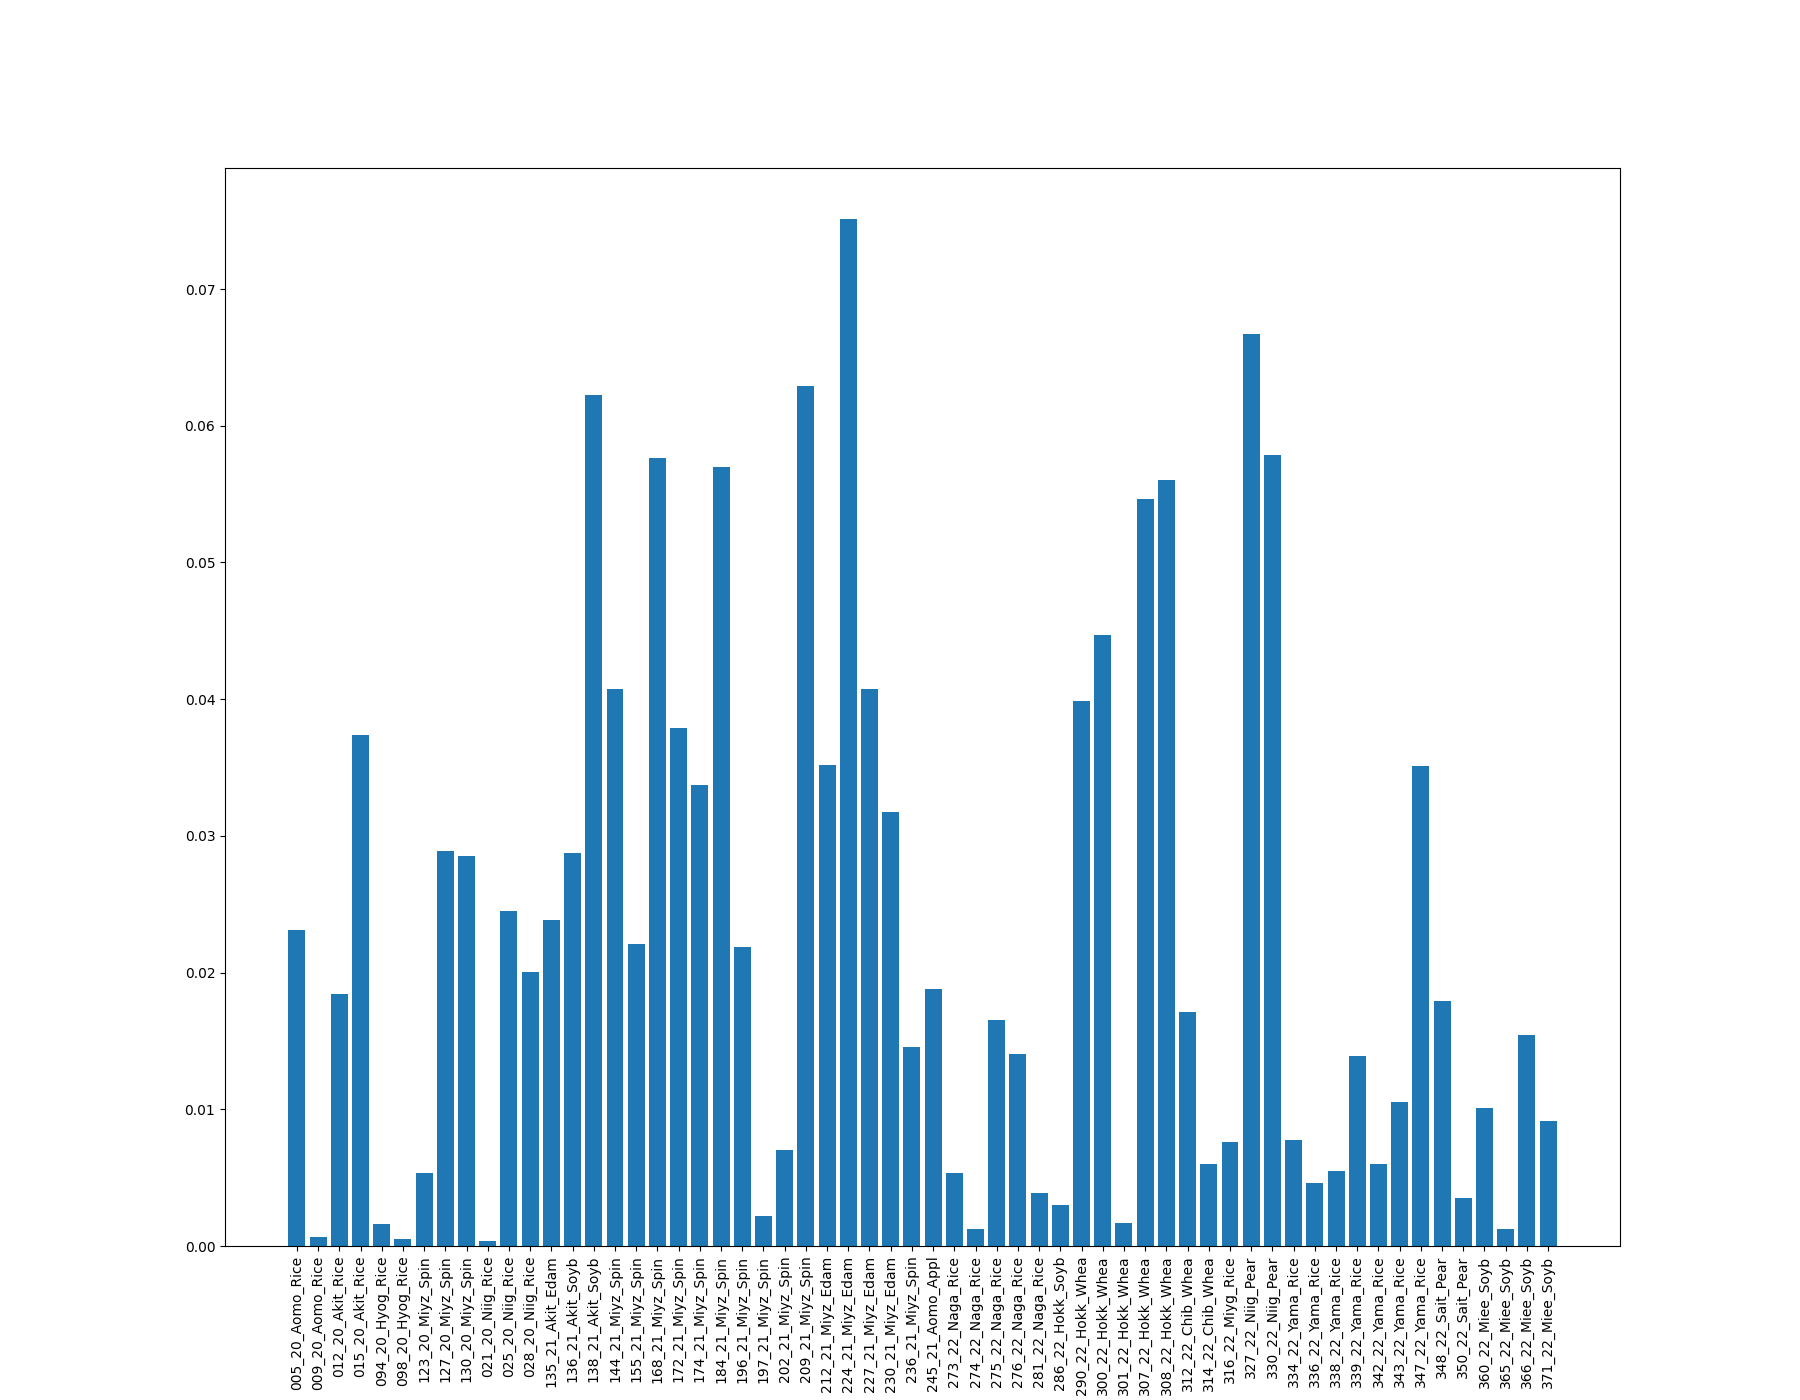 0.07
0.06
0.05
0.04
0.03
0.02
0.01
0.00
005_20_Aomo_Rice
009_20_Aomo_Rice
012_20_Akit_Rice
015_20_Akit_Rice
094_20_Hyog_Rice
098_20_Hyog_Rice
123_20_Miyz_Spin
127_20_Miyz_Spin
130_20_Miyz_Spin
021_20_Niig_Rice
025_20_Niig_Rice
028_20_Niig_Rice
135_21_Akit_Edam
136_21_Akit_Soyb
138_21_Akit_Soyb
144_21_Miyz_Spin
155_21_Miyz_Spin
168_21_Miyz_Spin
172_21_Miyz_Spin
174_21_Miyz_Spin
184_21_Miyz_Spin
196_21_Miyz_Spin
197_21_Miyz_Spin
202_21_Miyz_Spin
209_21_Miyz_Spin
212_21_Miyz_Edam
224_21_Miyz_Edam
227_21_Miyz_Edam
230_21_Miyz_Edam
236_21_Miyz_Spin
245_21_Aomo_Appl
273_22_Naga_Rice
274_22_Naga_Rice
275_22_Naga_Rice
276_22_Naga_Rice
281_22_Naga_Rice
286_22_Hokk_Soyb
290_22_Hokk_Whea
300_22_Hokk_Whea
301_22_Hokk_Whea
307_22_Hokk_Whea
308_22_Hokk_Whea
312_22_Chib_Whea
314_22_Chib_Whea
316_22_Miyg_Rice
327_22_Niig_Pear
330_22_Niig_Pear
334_22_Yama_Rice
336_22_Yama_Rice
338_22_Yama_Rice
339_22_Yama_Rice
342_22_Yama_Rice
343_22_Yama_Rice
347_22_Yama_Rice
348_22_Sait_Pear
350_22_Sait_Pear
360_22_Miee_Soyb
365_22_Miee_Soyb
366_22_Miee_Soyb
371_22_Miee_Soyb